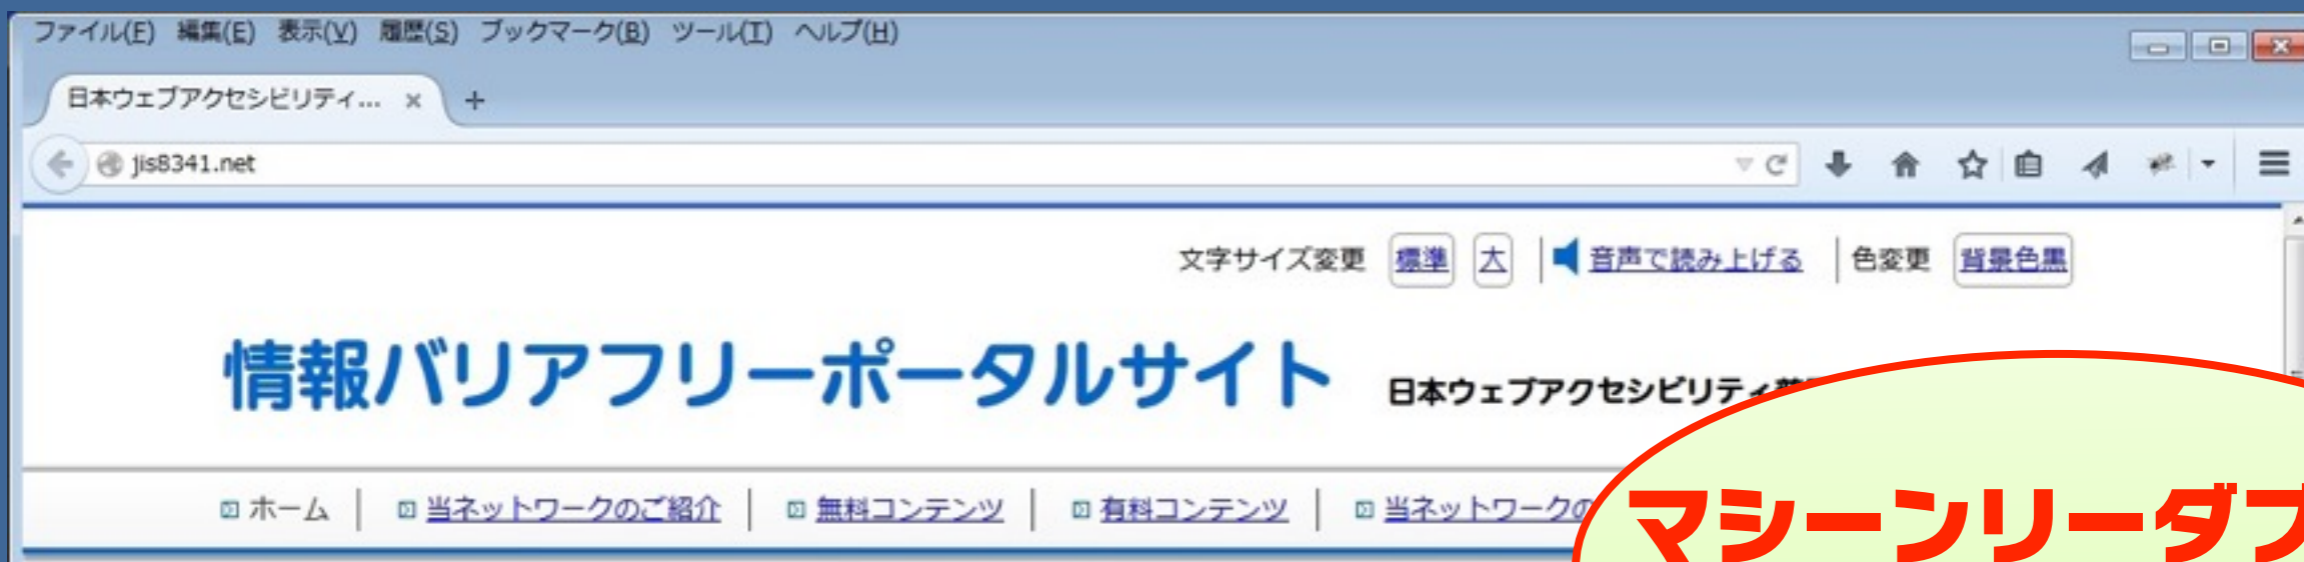 ファイル(F) 編集(E) 表示(V) 履歴(S) ブックマーク(B) ツール(T) ヘルプ(H)
日本ウェブアクセシビリティ... × +
jis8341.net
文字サイズ変更 標準 大 音声で読み上げる 色変更 背景色黒
情報バリアフリーポータルサイト 日本ウェブアクセシビリティ
ホーム 当ネットワークのご紹介 無料コンテンツ 有料コンテンツ 当ネットワークの
マシーンリーダブ